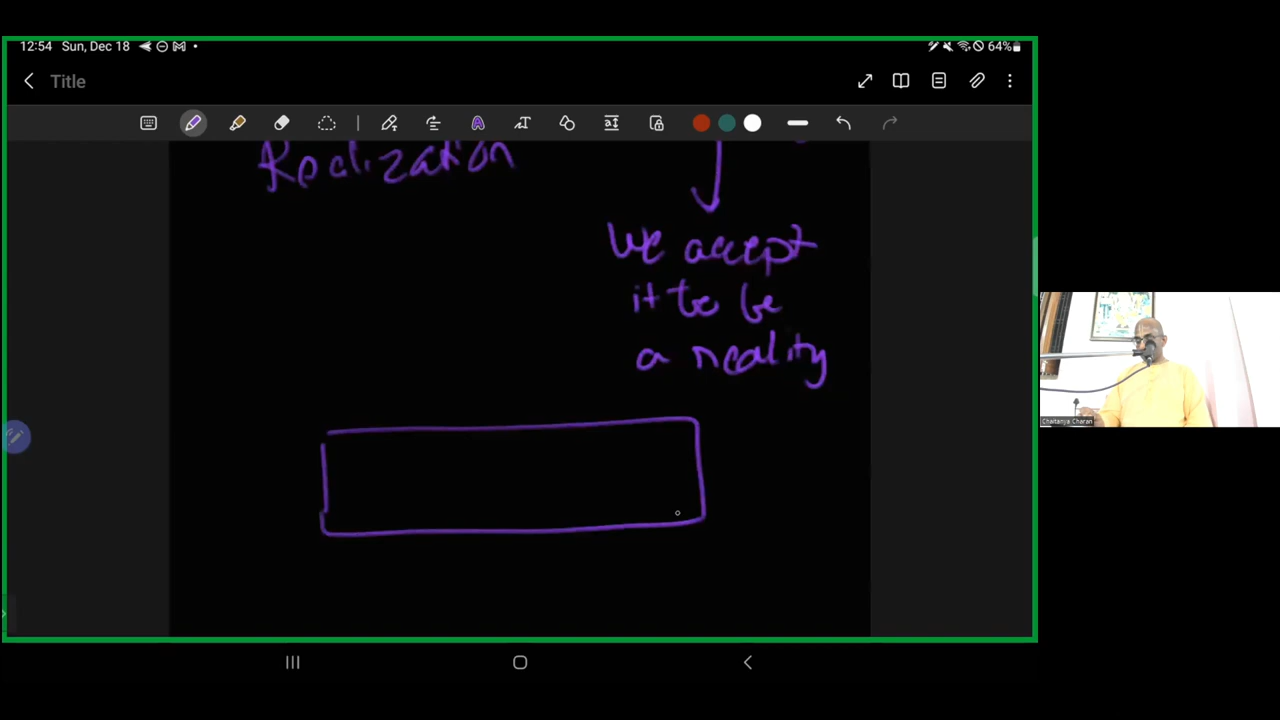 12:54 Sun, Dec 18
64%
Title
Realization
We accept
it to be
a reality
Chaitanya Charan